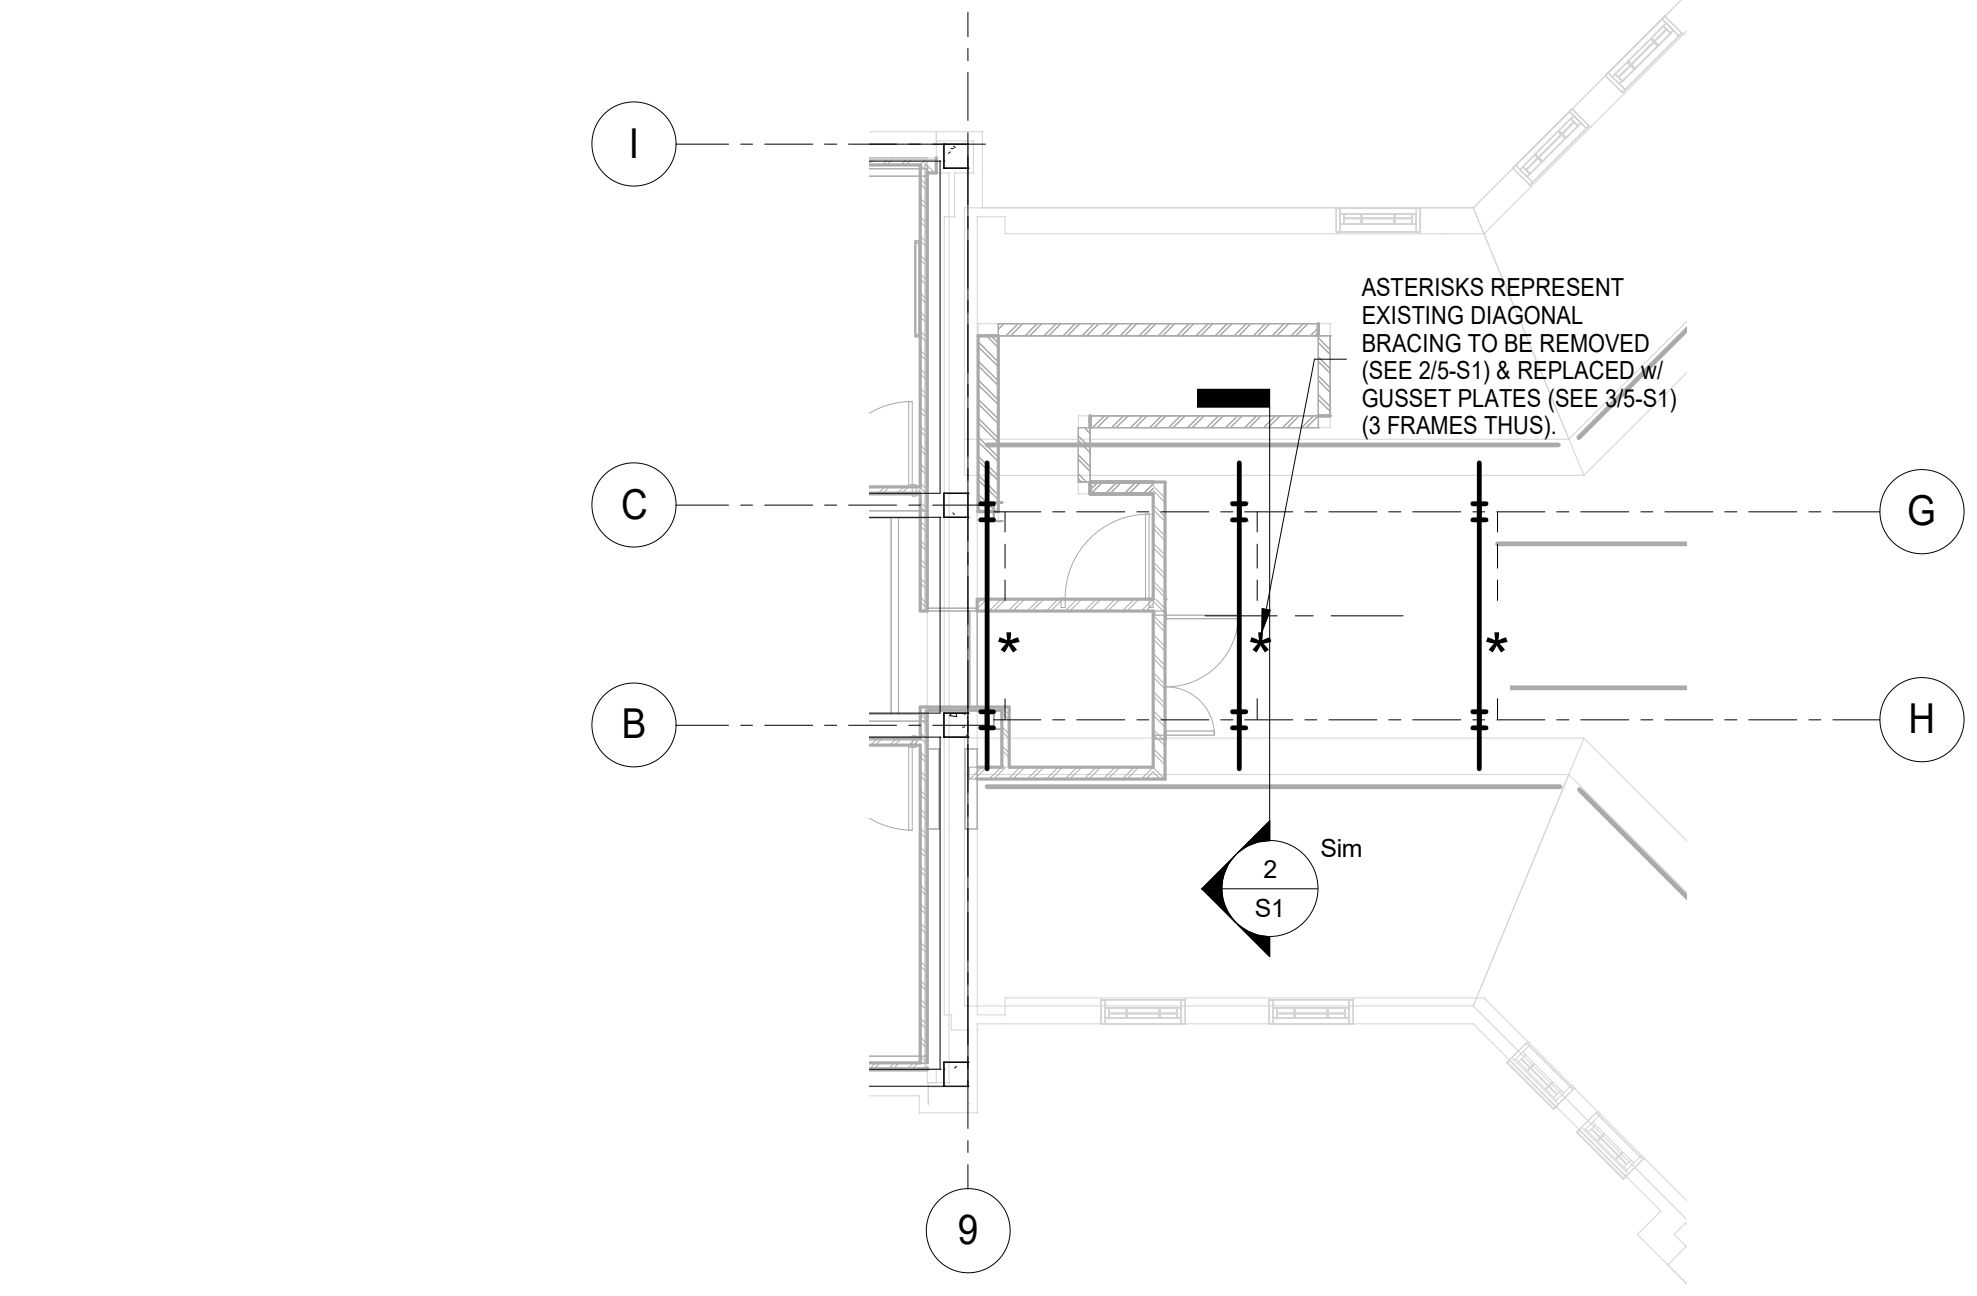 I
ASTERISKS REPRESENT
EXISTING DIAGONAL
BRACING TO BE REMOVED
(SEE 2/5-S1) & REPLACED w/
GUSSET PLATES (SEE 3/5-S1)
(3 FRAMES THUS).
C
G
*
*
*
B
H
Sim
2
S1
9